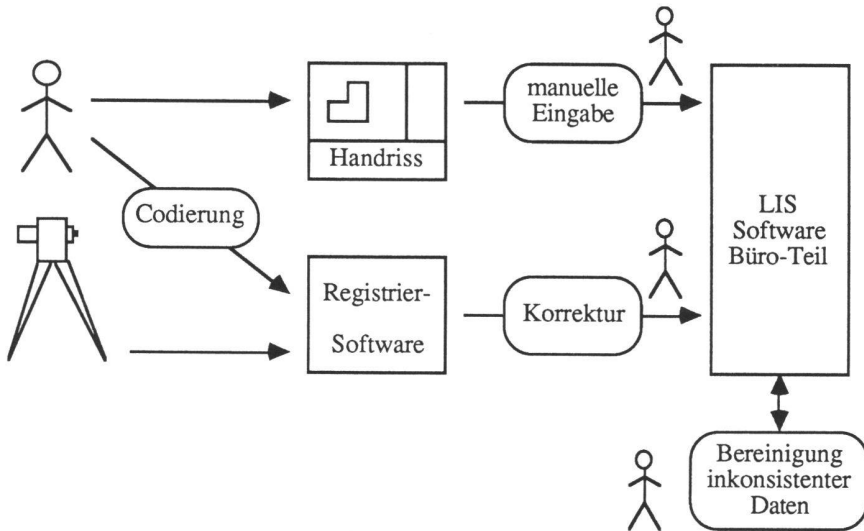 manuelle
Eingabe
Handriss
Codierung
LIS
Software
Büro-Teil
Registrier-
Software
Korrektur
Bereinigung
inkonsistenter
Daten